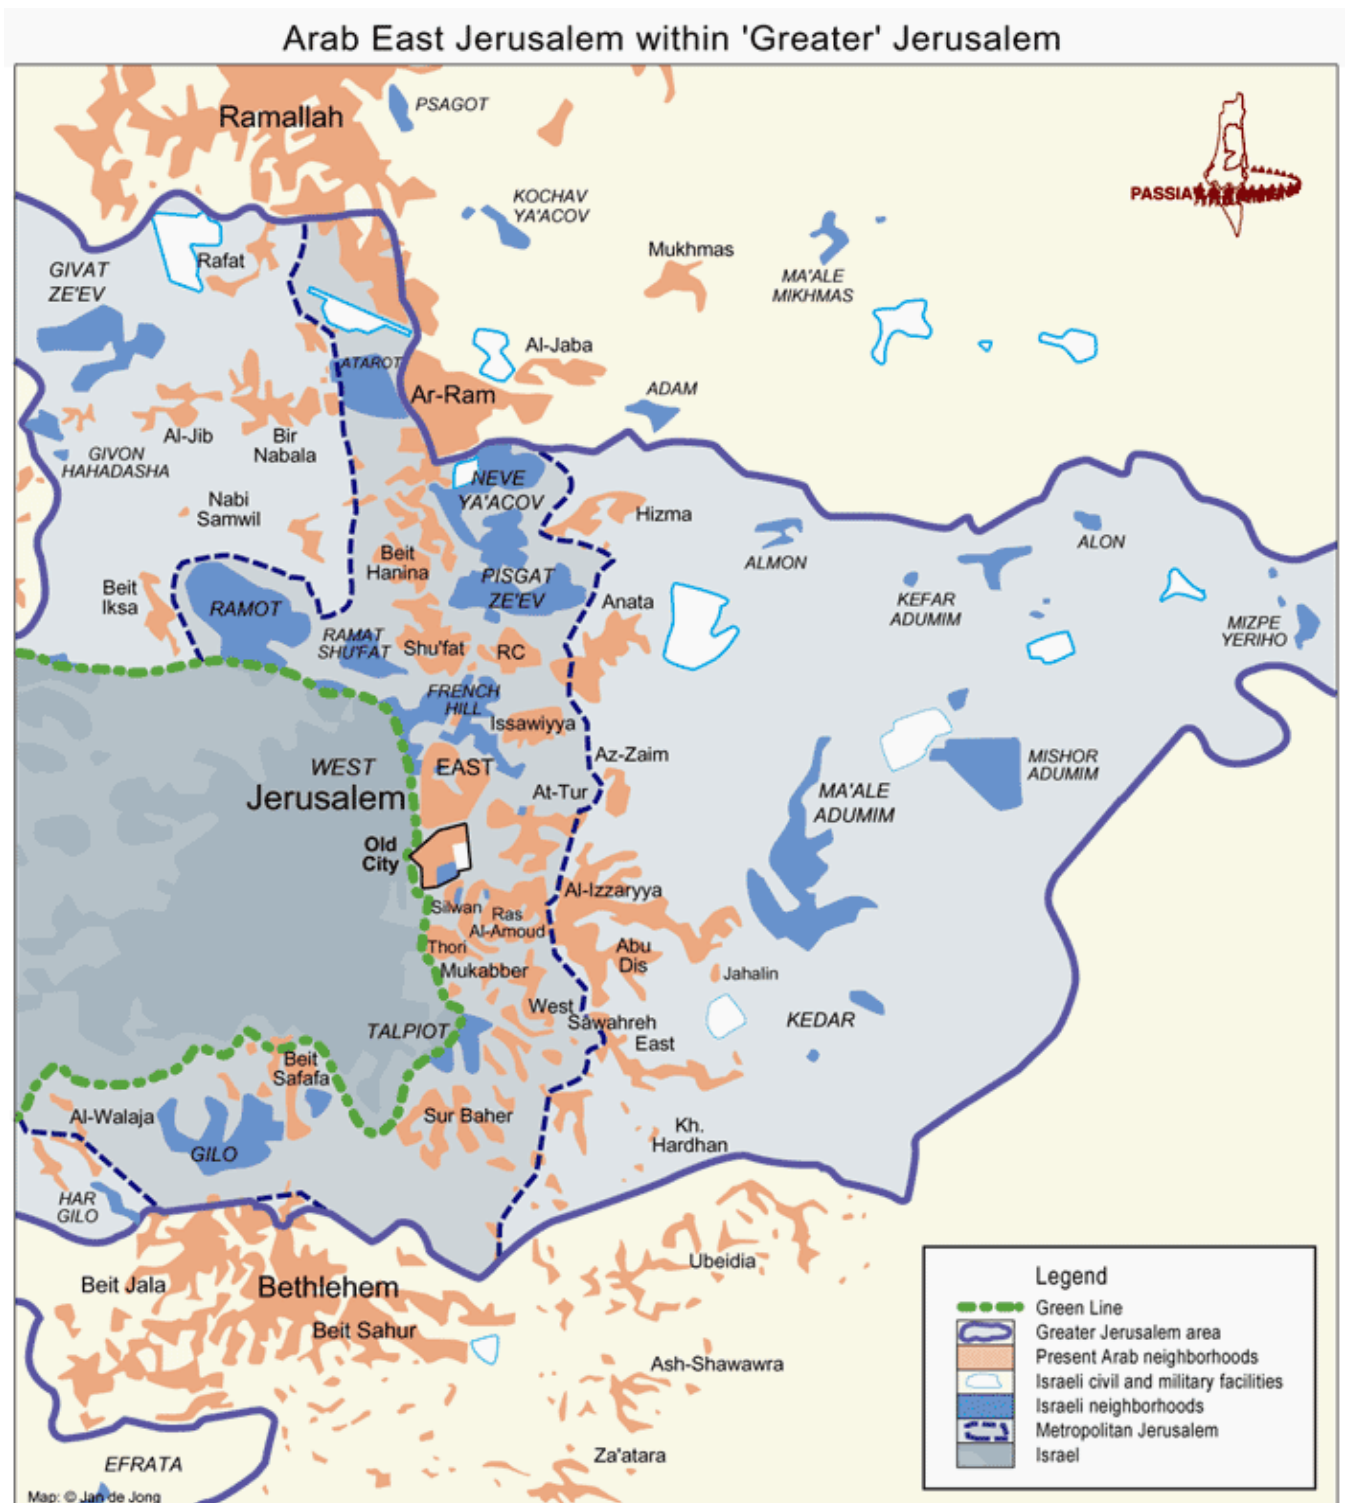 Arab East Jerusalem within 'Greater' Jerusalem
Ramallah
PSAGOT
PASSIA
KOCHAV
YA'ACOV
Mukhmas
MA'ALE
MIKHMAS
GIVAT
ZE'EV
Rafat
ATAROT
Al-Jaba
Ar-Ram
ADAM
Al-Jib
Bir
Nabala
GIVON
HAHADASHA
NEVE
YA'ACOV
Nabi
Samwil
Hizma
ALMON
ALON
Beit
Hanina
PISGAT
ZE'EV
Beit
Iksa
RAMOT
Anata
KEFAR
ADUMIM
MIZPE
YERIHO
RAMAT
SHU'FAT
Shu'fat
RC
FRENCH
HILL
Issawiyya
WEST
Jerusalem
EAST
Az-Zaim
At-Tur
MA'ALE
ADUMIM
MISHOR
ADUMIM
Old
City
Al-Izzaryya
Silwan
Ras
Al-Amoud
Thori
Mukabber
Abu
Dis
Jahalin
West
Sawahreh
East
KEDAR
TALPIOT
Beit
Safafa
Al-Walaja
GILO
Sur Baher
Kh.
Hardhan
HAR
GILO
Beit Jala
Bethlehem
Beit Sahur
Ubeidia
Ash-Shawawra
Za'atara
EFRATA
Map: © Jan de Jong
Legend
Green Line
Greater Jerusalem area
Present Arab neighborhoods
Israeli civil and military facilities
Israeli neighborhoods
Metropolitan Jerusalem
Israel